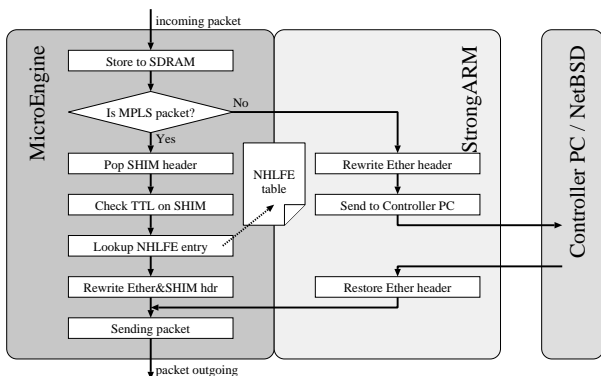 incoming packet
MicroEngine
Store to SDRAM
Is MPLS packet?
No
Yes
Pop SHIM header
Check TTL on SHIM
Lookup NHLFE entry
Rewrite Ether&SHIM hdr
Sending packet
packet outgoing
NHLFE
table
StrongARM
Rewrite Ether header
Send to Controller PC
Restore Ether header
Controller PC / NetBSD